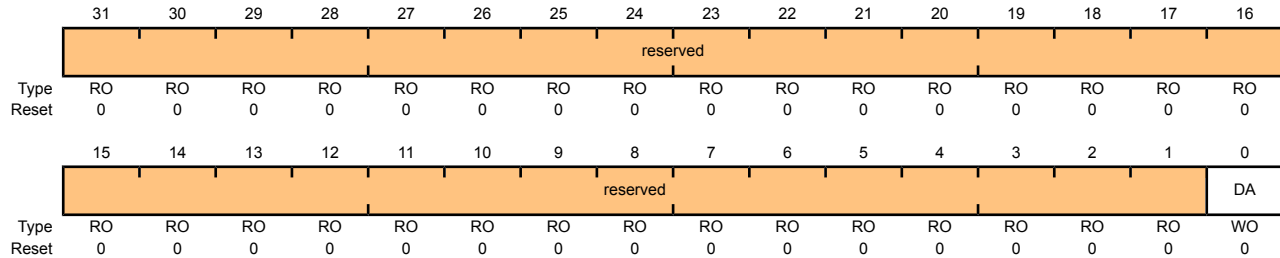 31 30 29 28 27 26 25 24 23 22 21 20 19 18 17 16
reserved
Type RO RO RO RO RO RO RO RO RO RO RO RO RO RO RO RO
Reset 0 0 0 0 0 0 0 0 0 0 0 0 0 0 0 0
15 14 13 12 11 10 9 8 7 6 5 4 3 2 1 0
reserved DA
Type RO RO RO RO RO RO RO RO RO RO RO RO RO RO RO WO
Reset 0 0 0 0 0 0 0 0 0 0 0 0 0 0 0 0